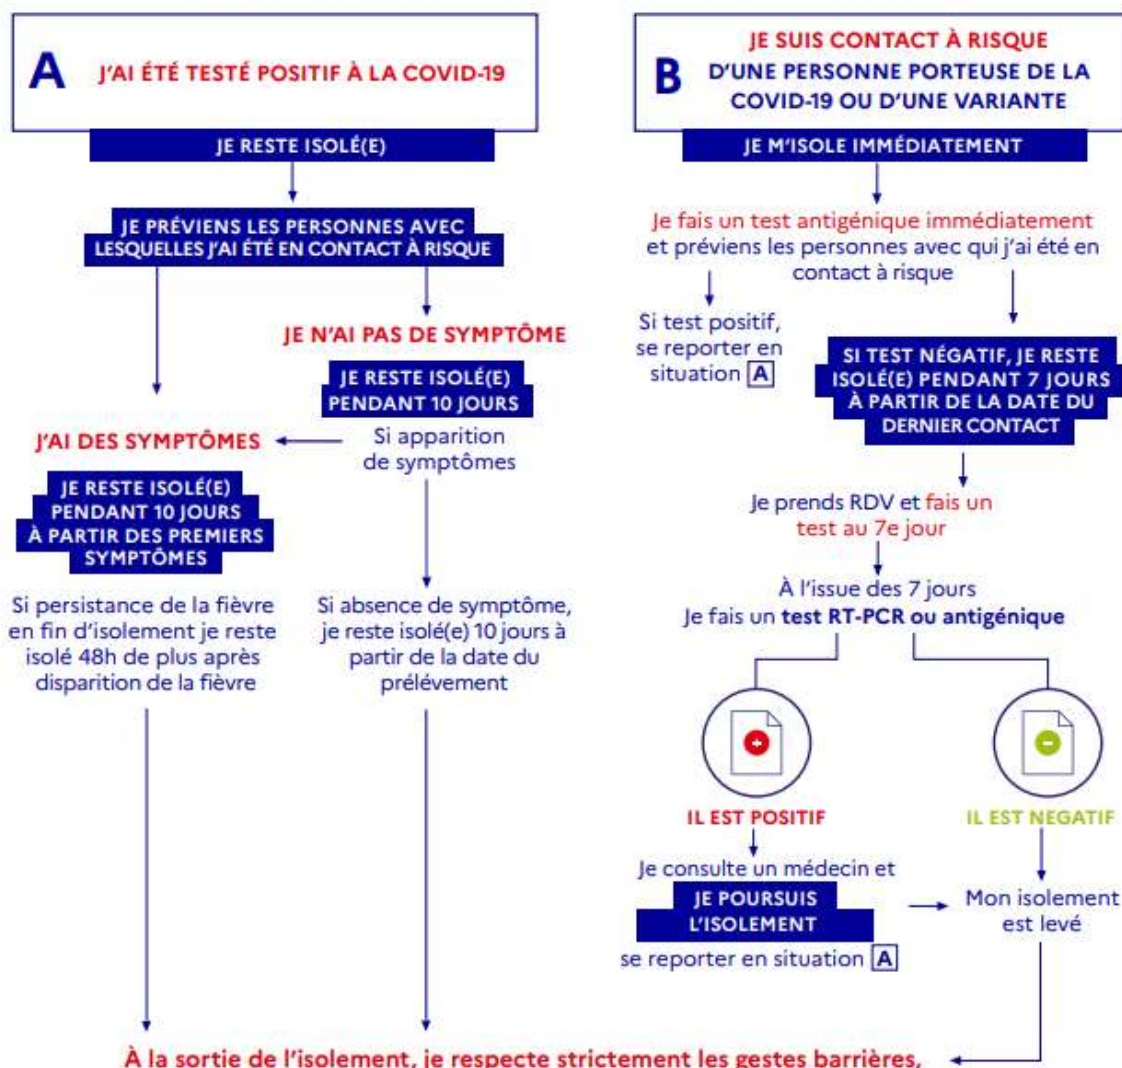 A
J'AI ÉTÉ TESTÉ POSITIF À LA COVID-19
JE RESTE ISOLÉ(E)
JE PRÉVIENS LES PERSONNES AVEC
LESQUELLES J'AI ÉTÉ EN CONTACT À RISQUE
JE N'AI PAS DE SYMPTÔME
JE RESTE ISOLÉ(E)
PENDANT 10 JOURS
Si apparition
de symptômes
J'AI DES SYMPTÔMES
JE RESTE ISOLÉ(E)
PENDANT 10 JOURS
À PARTIR DES PREMIERS
SYMPTÔMES
Si persistance de la fièvre
en fin d'isolement je reste
isolé 48h de plus après
disparition de la fièvre
Si absence de symptôme,
je reste isolé(e) 10 jours à
partir de la date du
prélévement
B
JE SUIS CONTACT À RISQUE
D'UNE PERSONNE PORTEUSE DE LA
COVID-19 OU D'UNE VARIANTE
JE M'ISOLE IMMÉDIATEMENT
Je fais un test antigénique immédiatement
et préviens les personnes avec qui j'ai été en
contact à risque
Si test positif,
se reporter en
situation A
SI TEST NÉGATIF, JE RESTE
ISOLÉ(E) PENDANT 7 JOURS
À PARTIR DE LA DATE DU
DERNIER CONTACT
Je prends RDV et fais un
test au 7e jour
À l'issue des 7 jours
Je fais un test RT-PCR ou antigénique
IL EST POSITIF
Je consulte un médecin et
JE POURSUIS
L'ISOLEMENT
se reporter en situation A
IL EST NEGATIF
Mon isolement
est levé
À la sortie de l'isolement, je respecte strictement les gestes barrières,